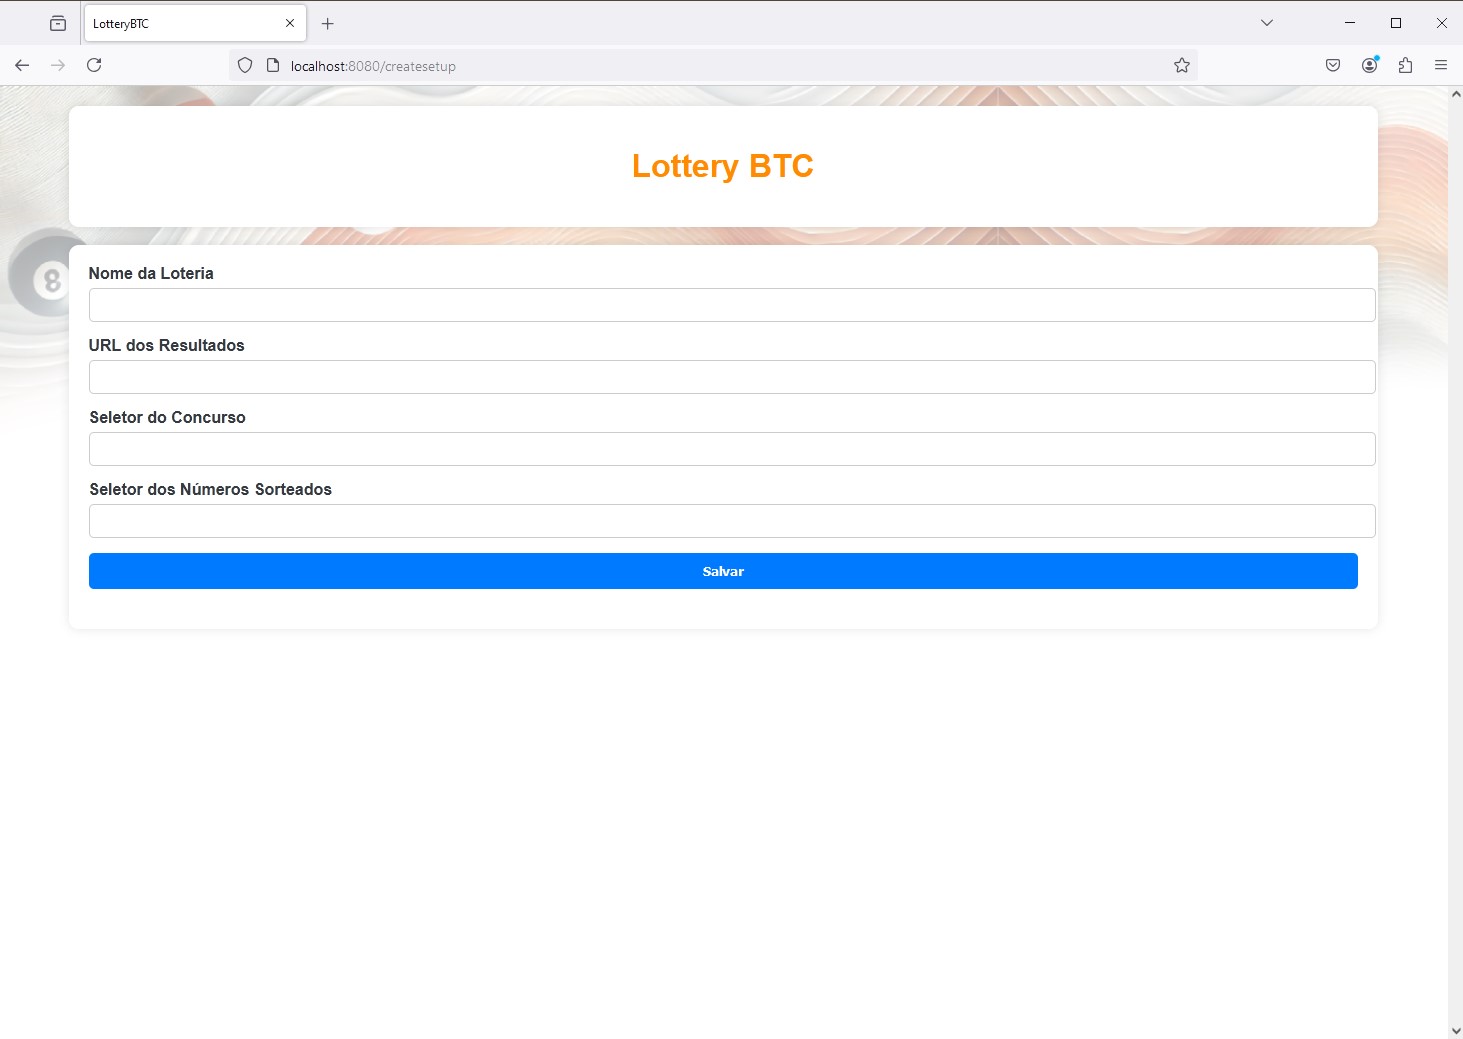 LotteryBTC
localhost:8080/createsetup
Lottery BTC
8
Nome da Loteria
URL dos Resultados
Seletor do Concurso
Seletor dos Números Sorteados
Salvar